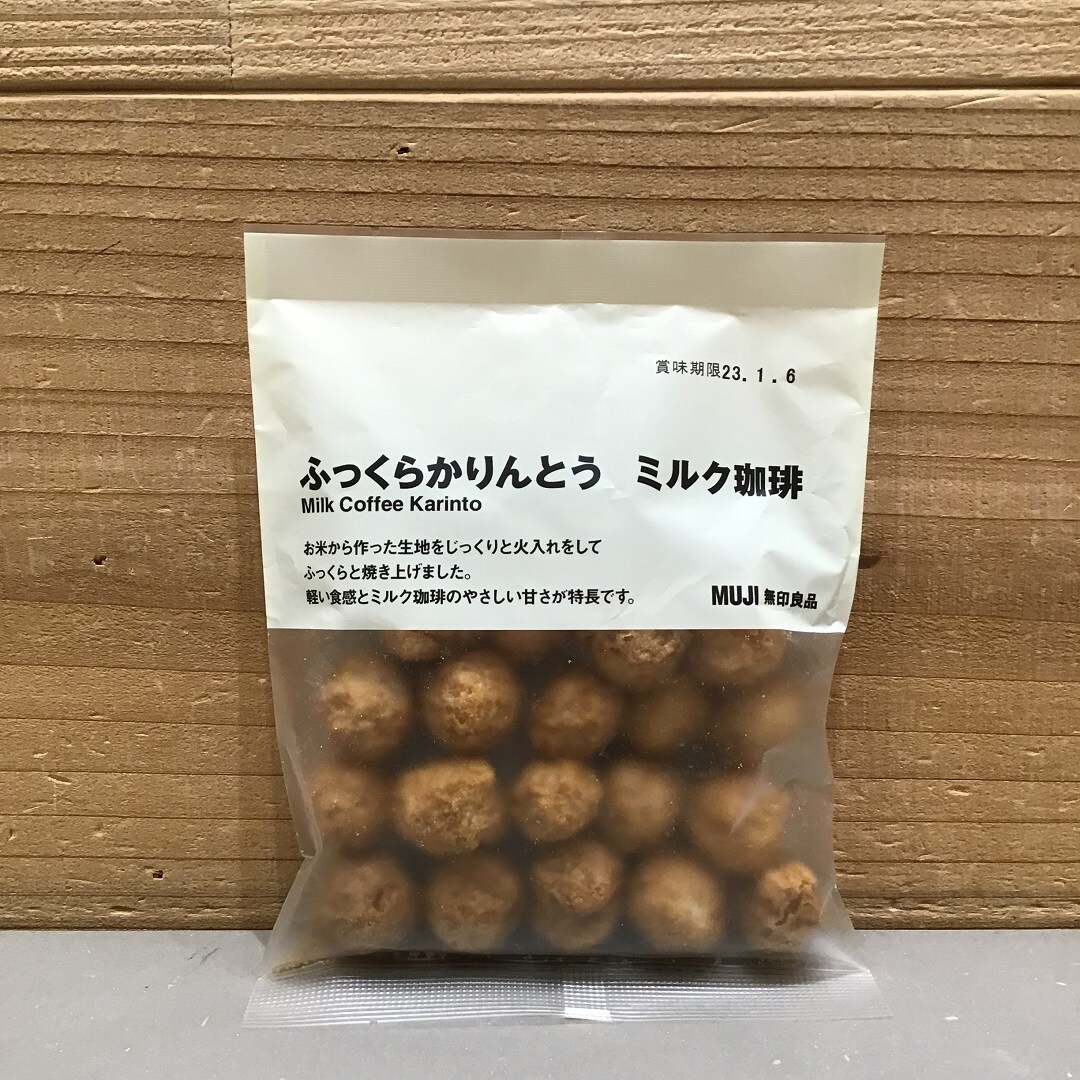 賞味期限23.1.6
ふっくらかりんとう ミルク珈琲
Milk Coffee Karinto
お米から作った生地をじっくりと火入れをして
ふっくらと焼き上げました。
軽い食感とミルク珈琲のやさしい甘さが特長です。
MUJI 無印良品